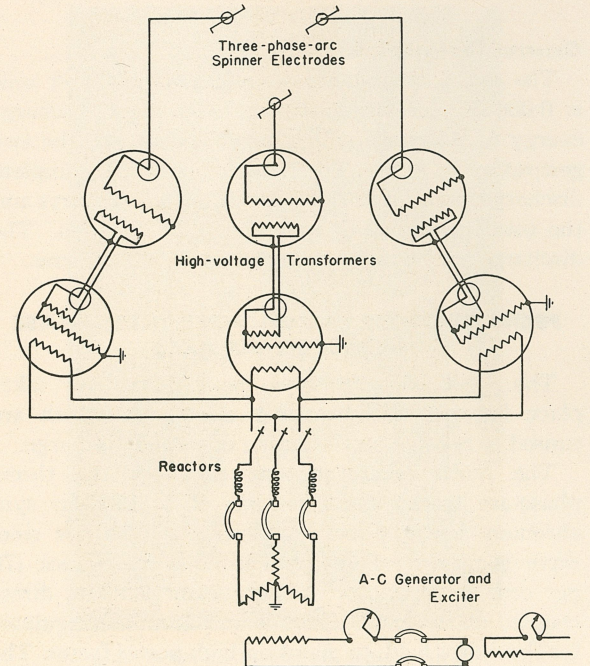 Three-phase-arc
Spinner Electrodes
High-voltage Transformers
Reactors
A-C Generator and
Exciter